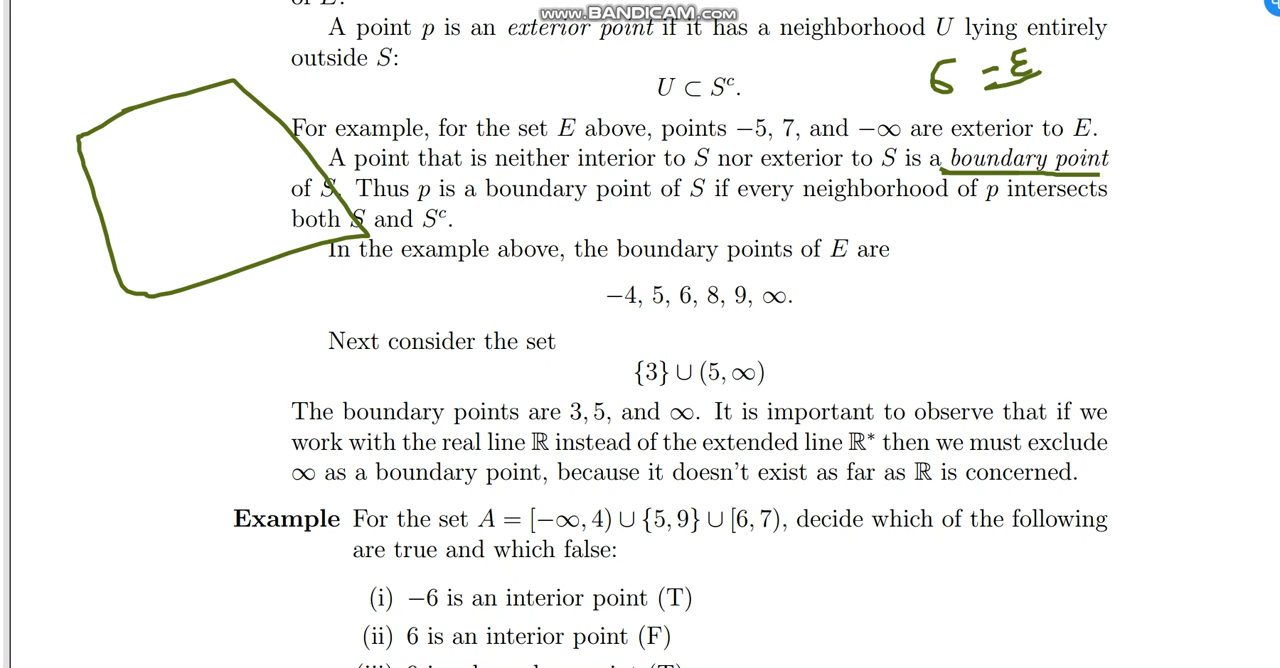 of E.
www.BANDICAM.com
A point p is an exterior point if it has a neighborhood U lying entirely
outside S:
U ⊂ Sᶜ.
6 = ε
For example, for the set E above, points −5, 7, and −∞ are exterior to E.
A point that is neither interior to S nor exterior to S is a boundary point
of S. Thus p is a boundary point of S if every neighborhood of p intersects
both S and Sᶜ.
In the example above, the boundary points of E are
−4, 5, 6, 8, 9, ∞.
Next consider the set
{3} ∪ (5, ∞)
The boundary points are 3, 5, and ∞. It is important to observe that if we
work with the real line ℝ instead of the extended line ℝ* then we must exclude
∞ as a boundary point, because it doesn't exist as far as ℝ is concerned.
Example For the set A = [−∞, 4) ∪ {5, 9} ∪ [6, 7), decide which of the following
are true and which false:
(i) −6 is an interior point (T)
(ii) 6 is an interior point (F)